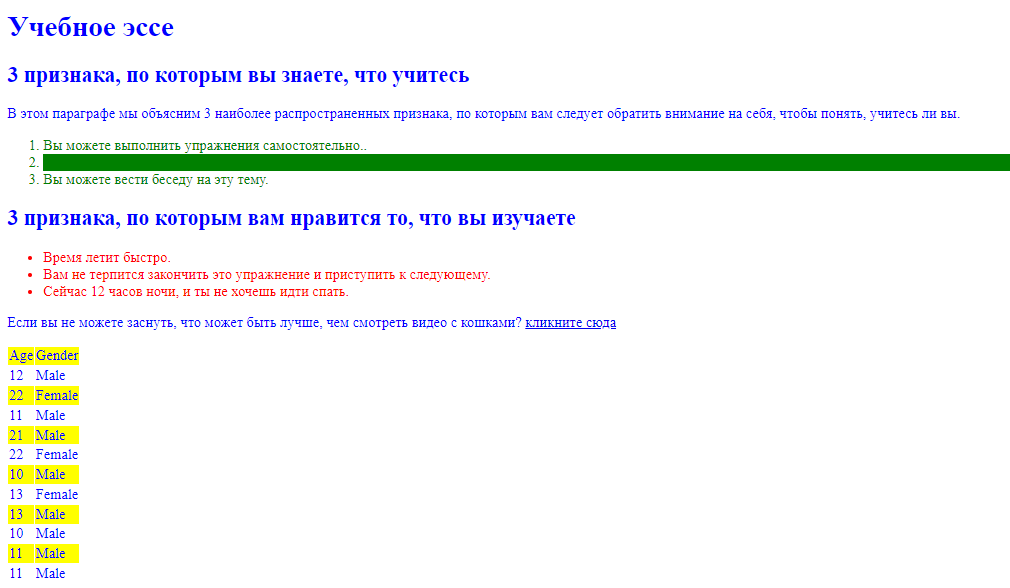 Учебное эссе
3 признака, по которым вы знаете, что учитесь
В этом параграфе мы объясним 3 наиболее распространенных признака, по которым вам следует обратить внимание на себя, чтобы понять, учитесь ли вы.
1. Вы можете выполнить упражнения самостоятельно..
2.
3. Вы можете вести беседу на эту тему.
3 признака, по которым вам нравится то, что вы изучаете
• Время летит быстро.
• Вам не терпится закончить это упражнение и приступить к следующему.
• Сейчас 12 часов ночи, и ты не хочешь идти спать.
Если вы не можете заснуть, что может быть лучше, чем смотреть видео с кошками? кликните сюда
Age Gender
12 Male
22 Female
11 Male
21 Male
22 Female
10 Male
13 Female
13 Male
10 Male
11 Male
11 Male